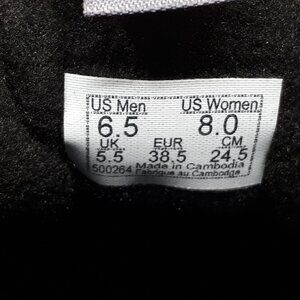 US Men US Women
6.5 8.0
UK EUR CM
5.5 38.5 24.5
500264 Made in Cambodia
Fabrique au Cambodge